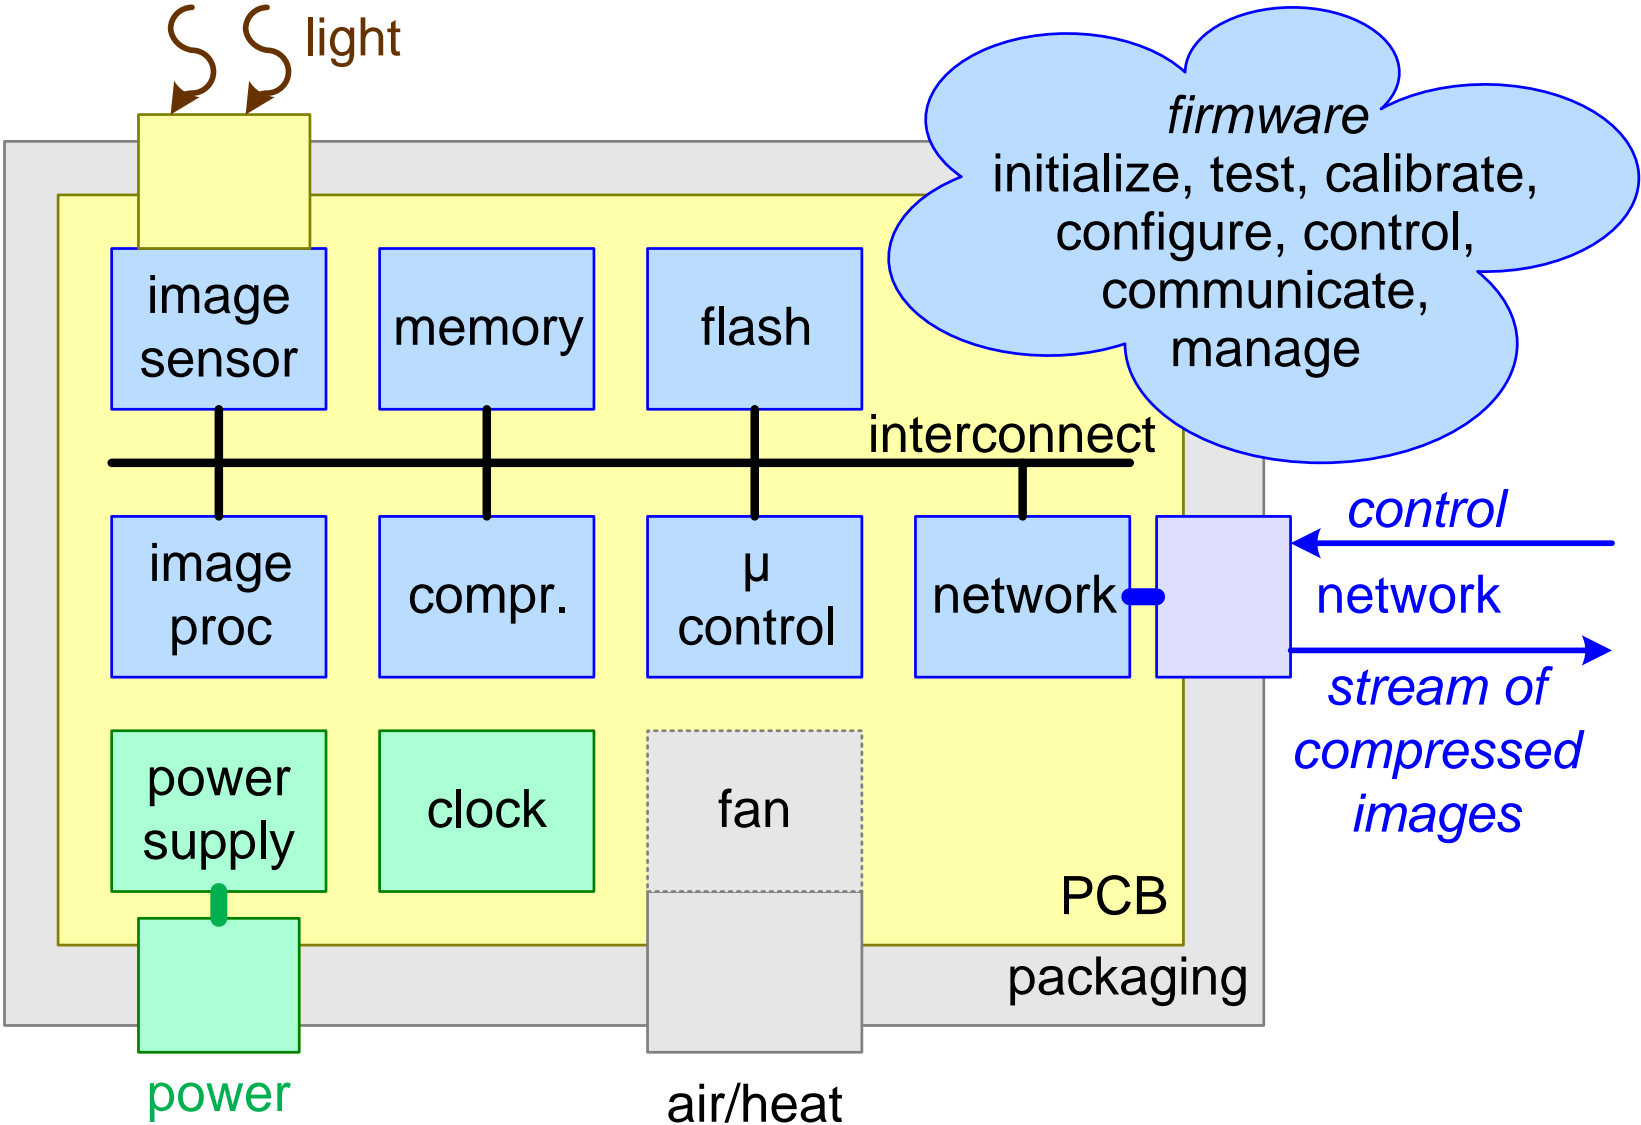 light
firmware
initialize, test, calibrate,
configure, control,
communicate,
manage
image
sensor
memory
flash
interconnect
image
proc
compr.
µ
control
network
control
network
stream of
compressed
images
power
supply
clock
fan
PCB
packaging
power
air/heat